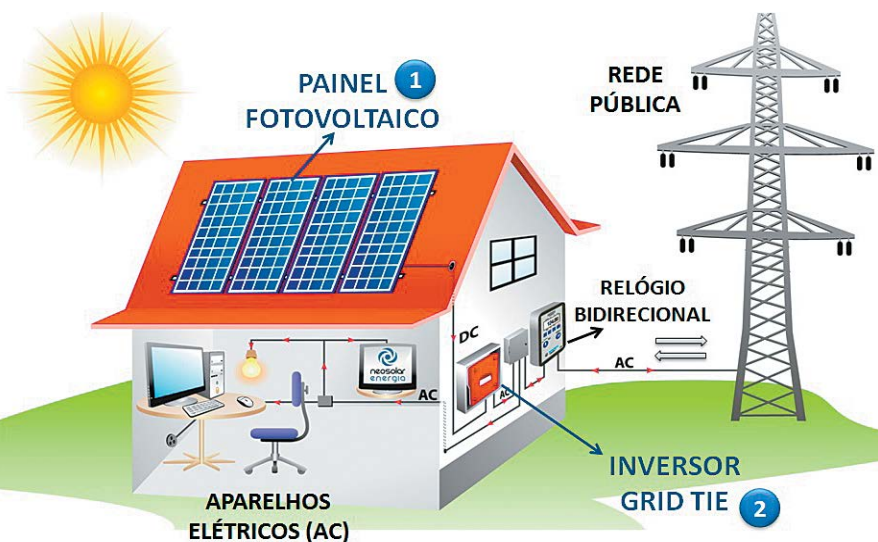 PAINEL 1
FOTOVOLTAICO
REDE
PÚBLICA
RELÓGIO
BIDIRECIONAL
DC
AC
AC
AC
neosolar
energia
INVERSOR
GRID TIE 2
APARELHOS
ELÉTRICOS (AC)